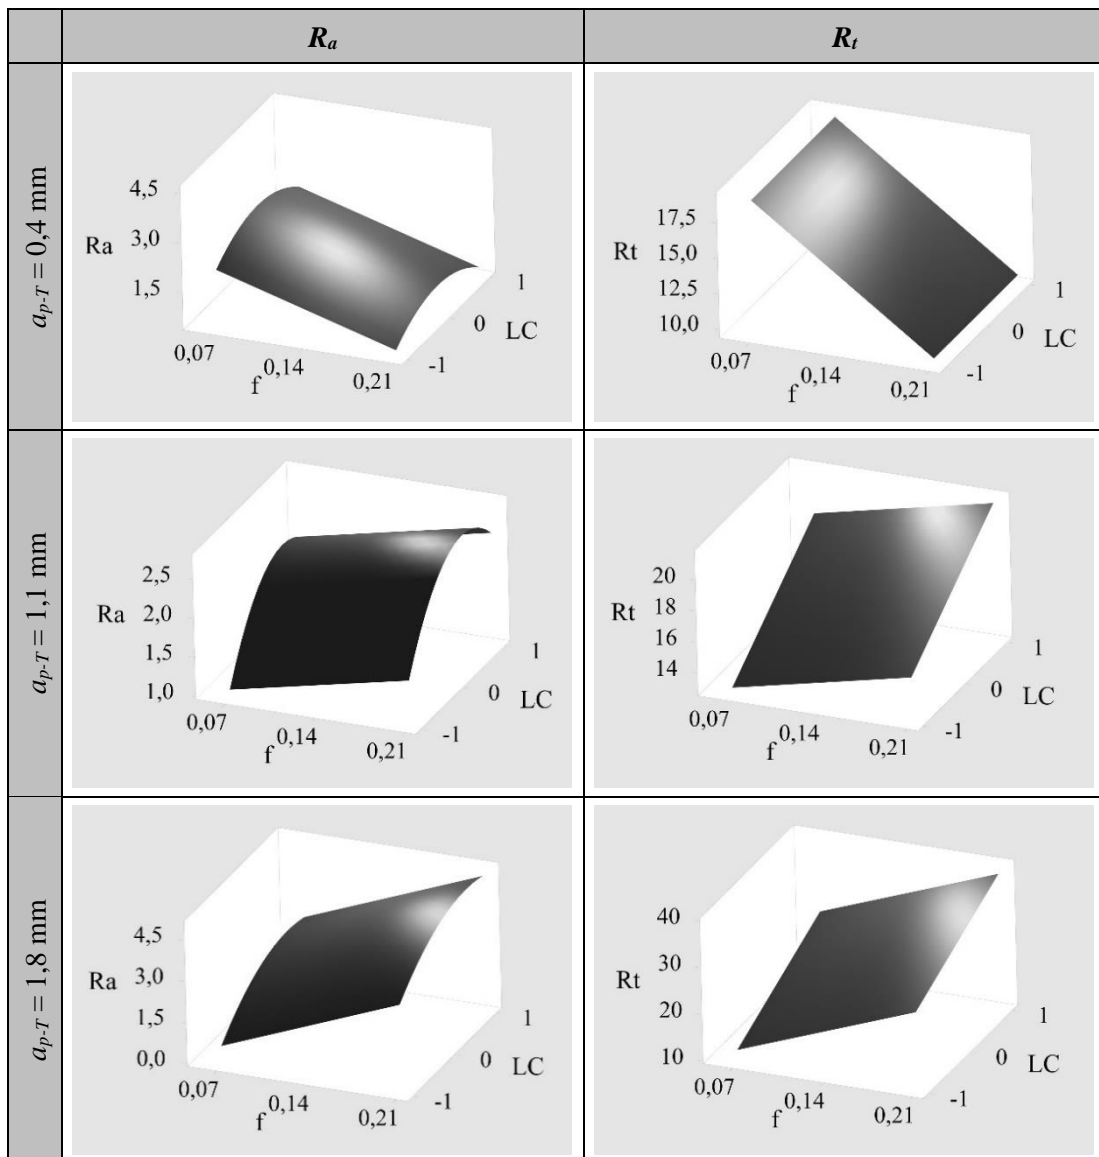 Ra Rt
ap-T = 0,4 mm
4,5
Ra 3,0
1,5
0,07 0,14 0,21
f
-1 0 1
LC
17,5
Rt 15,0
12,5
10,0
0,07 0,14 0,21
f
-1 0 1
LC
ap-T = 1,1 mm
2,5
Ra 2,0
1,5
1,0
0,07 0,14 0,21
f
-1 0 1
LC
20
Rt 18
16
14
0,07 0,14 0,21
f
-1 0 1
LC
ap-T = 1,8 mm
4,5
Ra 3,0
1,5
0,0
0,07 0,14 0,21
f
-1 0 1
LC
40
Rt 30
20
10
0,07 0,14 0,21
f
-1 0 1
LC